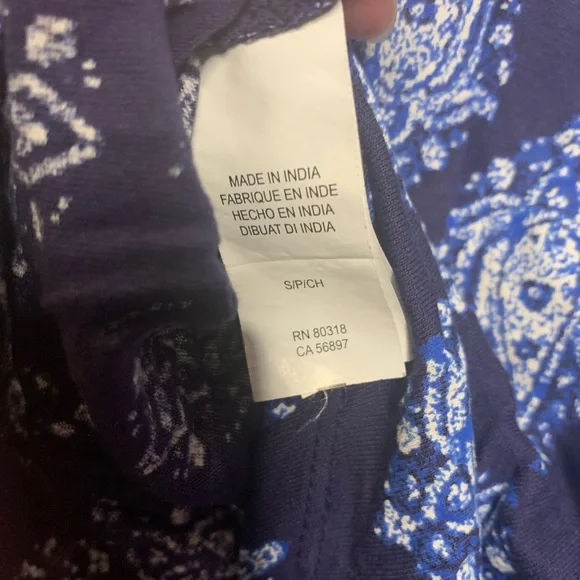 MADE IN INDIA
FABRIQUE EN INDE
HECHO EN INDIA
DIBUAT DI INDIA
S/P/CH
RN 80318
CA 56897